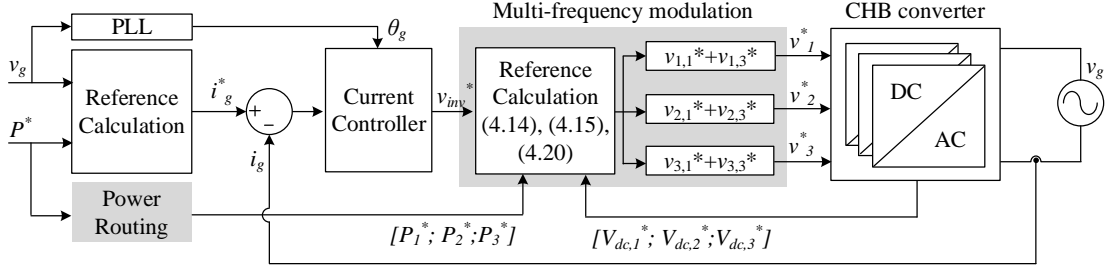 Multi-frequency modulation
CHB converter
PLL
θg
vg
P*
Reference
Calculation
i*g
+
−
ig
Current
Controller
vinv*
Reference
Calculation
(4.14), (4.15),
(4.20)
v1,1*+v1,3*
v2,1*+v2,3*
v3,1*+v3,3*
v*1
v*2
v*3
DC
AC
vg
Power
Routing
[P1*; P2*;P3*]
[Vdc,1*; Vdc,2*;Vdc,3*]